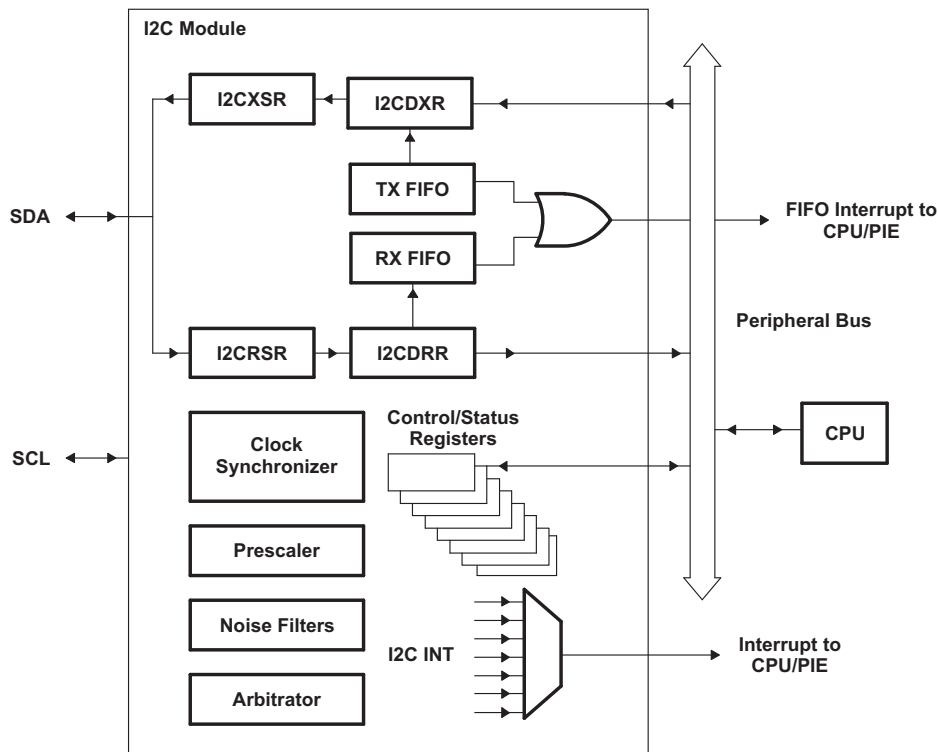 I2C Module
I2CXSR
I2CDXR
TX FIFO
SDA
FIFO Interrupt to
CPU/PIE
RX FIFO
Peripheral Bus
I2CRSR
I2CDRR
Control/Status
Registers
CPU
Clock
Synchronizer
SCL
Prescaler
Noise Filters
I2C INT
Interrupt to
CPU/PIE
Arbitrator